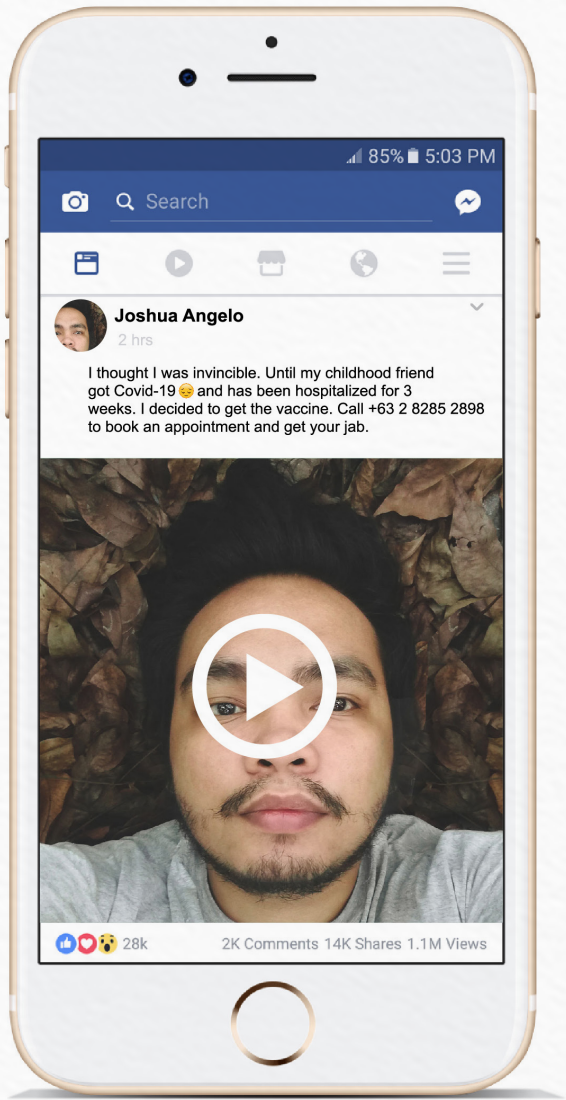 85% 5:03 PM
Search
Joshua Angelo
2 hrs
I thought I was invincible. Until my childhood friend
got Covid-19😔and has been hospitalized for 3
weeks. I decided to get the vaccine. Call +63 2 8285 2898
to book an appointment and get your jab.
28k 2K Comments 14K Shares 1.1M Views